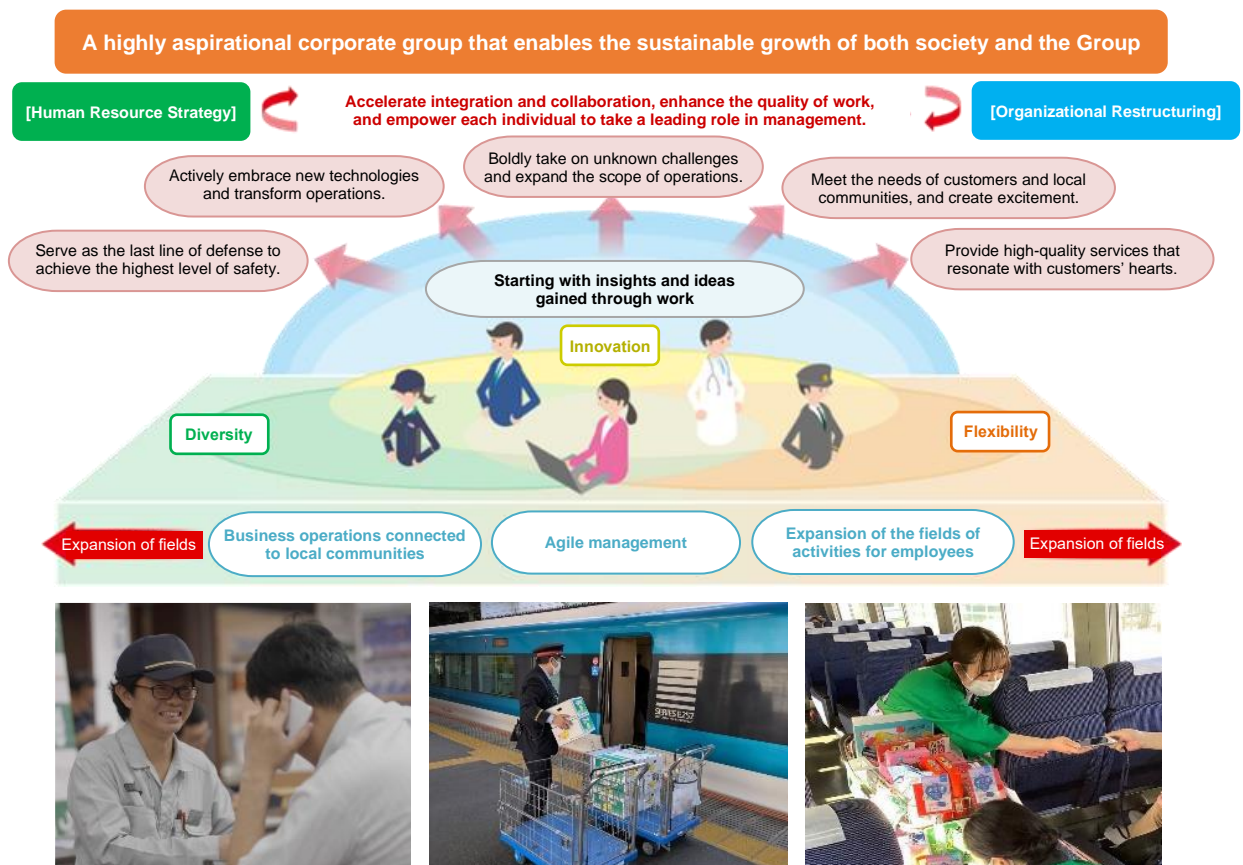 A highly aspirational corporate group that enables the sustainable growth of both society and the Group
[Human Resource Strategy]
Accelerate integration and collaboration, enhance the quality of work,
and empower each individual to take a leading role in management.
[Organizational Restructuring]
Boldly take on unknown challenges
and expand the scope of operations.
Actively embrace new technologies
and transform operations.
Meet the needs of customers and local
communities, and create excitement.
Serve as the last line of defense to
achieve the highest level of safety.
Provide high-quality services that
resonate with customers’ hearts.
Starting with insights and ideas
gained through work
Innovation
Diversity
Flexibility
Expansion of fields
Business operations connected
to local communities
Agile management
Expansion of the fields of
activities for employees
Expansion of fields
SERIES E257